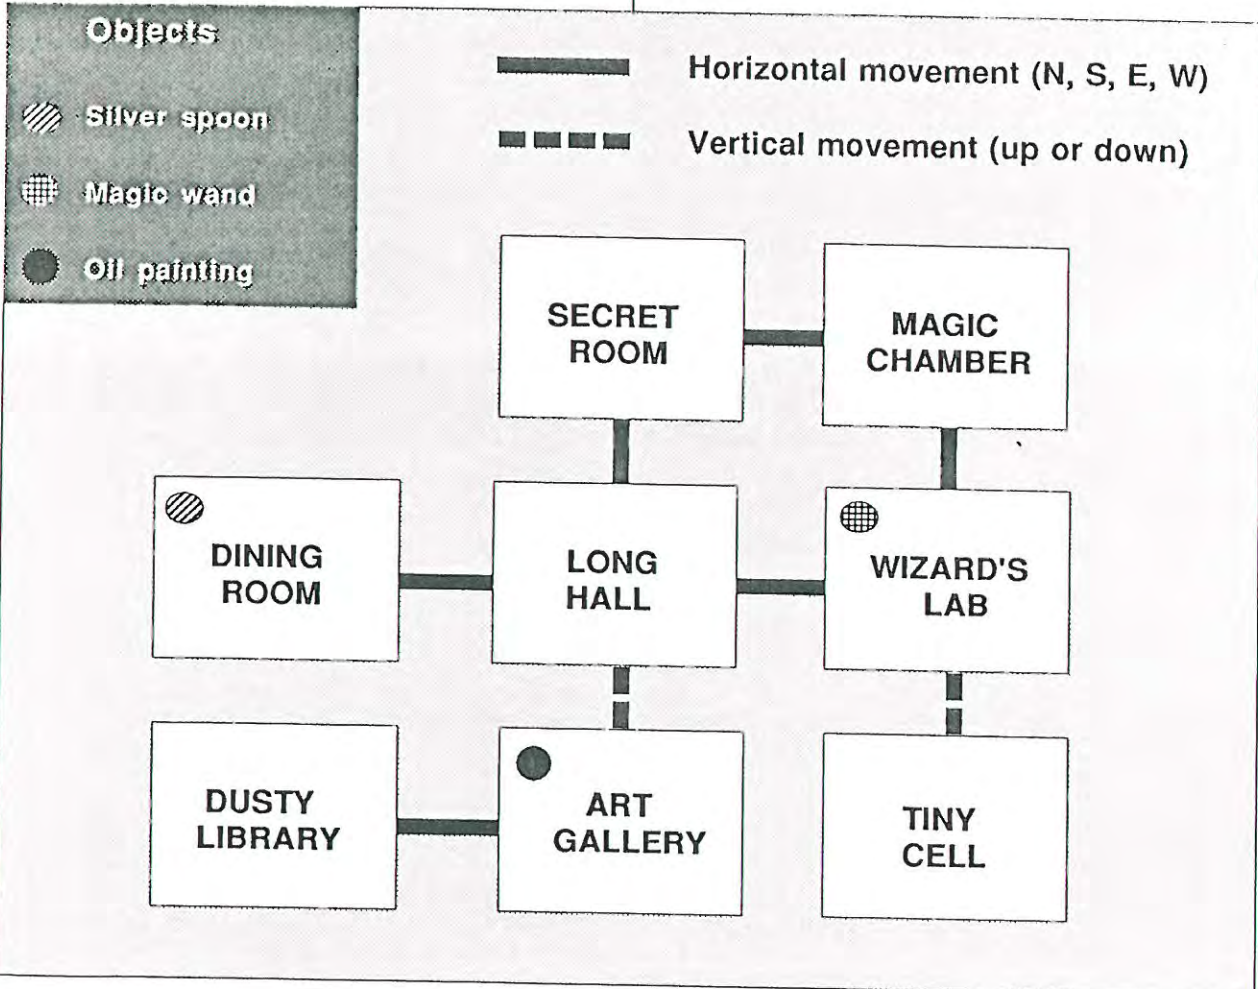 Objects
Silver spoon
Magic wand
Oil painting
Horizontal movement (N, S, E, W)
Vertical movement (up or down)
SECRET
ROOM
MAGIC
CHAMBER
DINING
ROOM
LONG
HALL
WIZARD'S
LAB
DUSTY
LIBRARY
ART
GALLERY
TINY
CELL